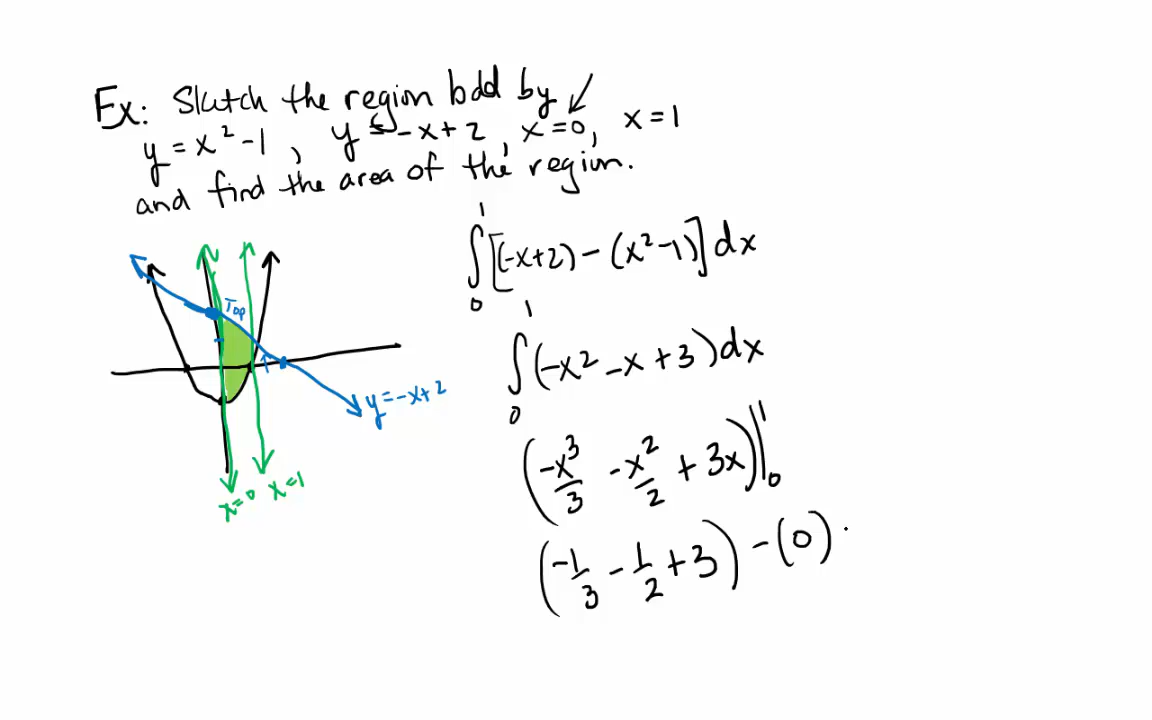 Ex: Sketch the region bdd by
y = x² - 1, y = -x + 2, x = 0, x = 1
and find the area of the region.
∫₀¹ [(-x+2) - (x²-1)] dx
Top
∫₀¹ (-x² - x + 3) dx
y = -x+2
(-x³/3 - x²/2 + 3x)|₀¹
x=0 x=1
(-1/3 - 1/2 + 3) - (0)